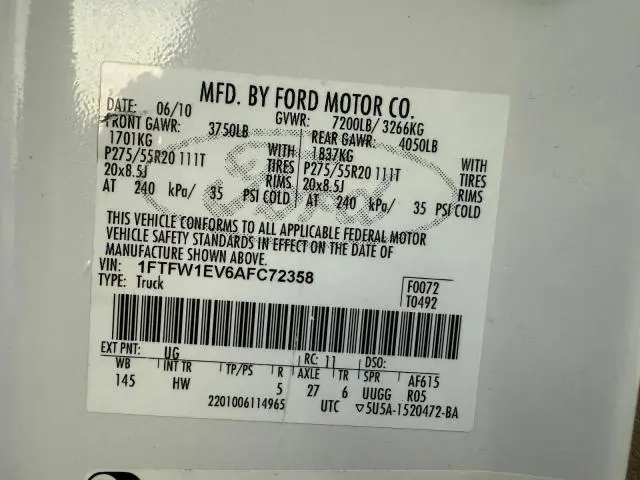 MFD. BY FORD MOTOR CO.
DATE: 06/10 GVWR: 7200LB/ 3266KG
FRONT GAWR: 3750LB REAR GAWR: 4050LB
1701KG WITH 1837KG WITH
P275/55R20 111T TIRES P275/55R20 111T TIRES
20x8.5J RIMS 20x8.5J RIMS
AT 240 kPa/ 35 PSI COLD AT 240 kPa/ 35 PSI COLD
THIS VEHICLE CONFORMS TO ALL APPLICABLE FEDERAL MOTOR
VEHICLE SAFETY STANDARDS IN EFFECT ON THE DATE OF
MANUFACTURE SHOWN ABOVE.
VIN: 1FTFW1EV6AFC72358
TYPE: Truck
F0072
T0492
Ford
EXT PNT: UG RC: 11 DSO:
WB INT TR TP/PS R AXLE TR SPR AF615
145 HW 5 27 6 UUGG R05
2201006114965 UTC ▽5U5A-1520472-BA